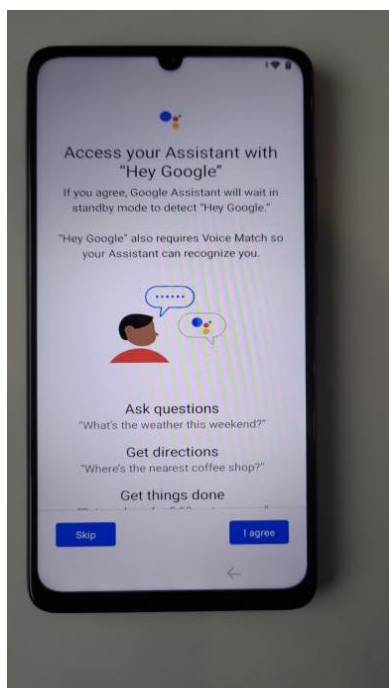 Access your Assistant with
"Hey Google"
If you agree, Google Assistant will wait in
standby mode to detect "Hey Google."
"Hey Google" also requires Voice Match so
your Assistant can recognize you.
Ask questions
"What's the weather this weekend?"
Get directions
"Where's the nearest coffee shop?"
Get things done
Skip
I agree